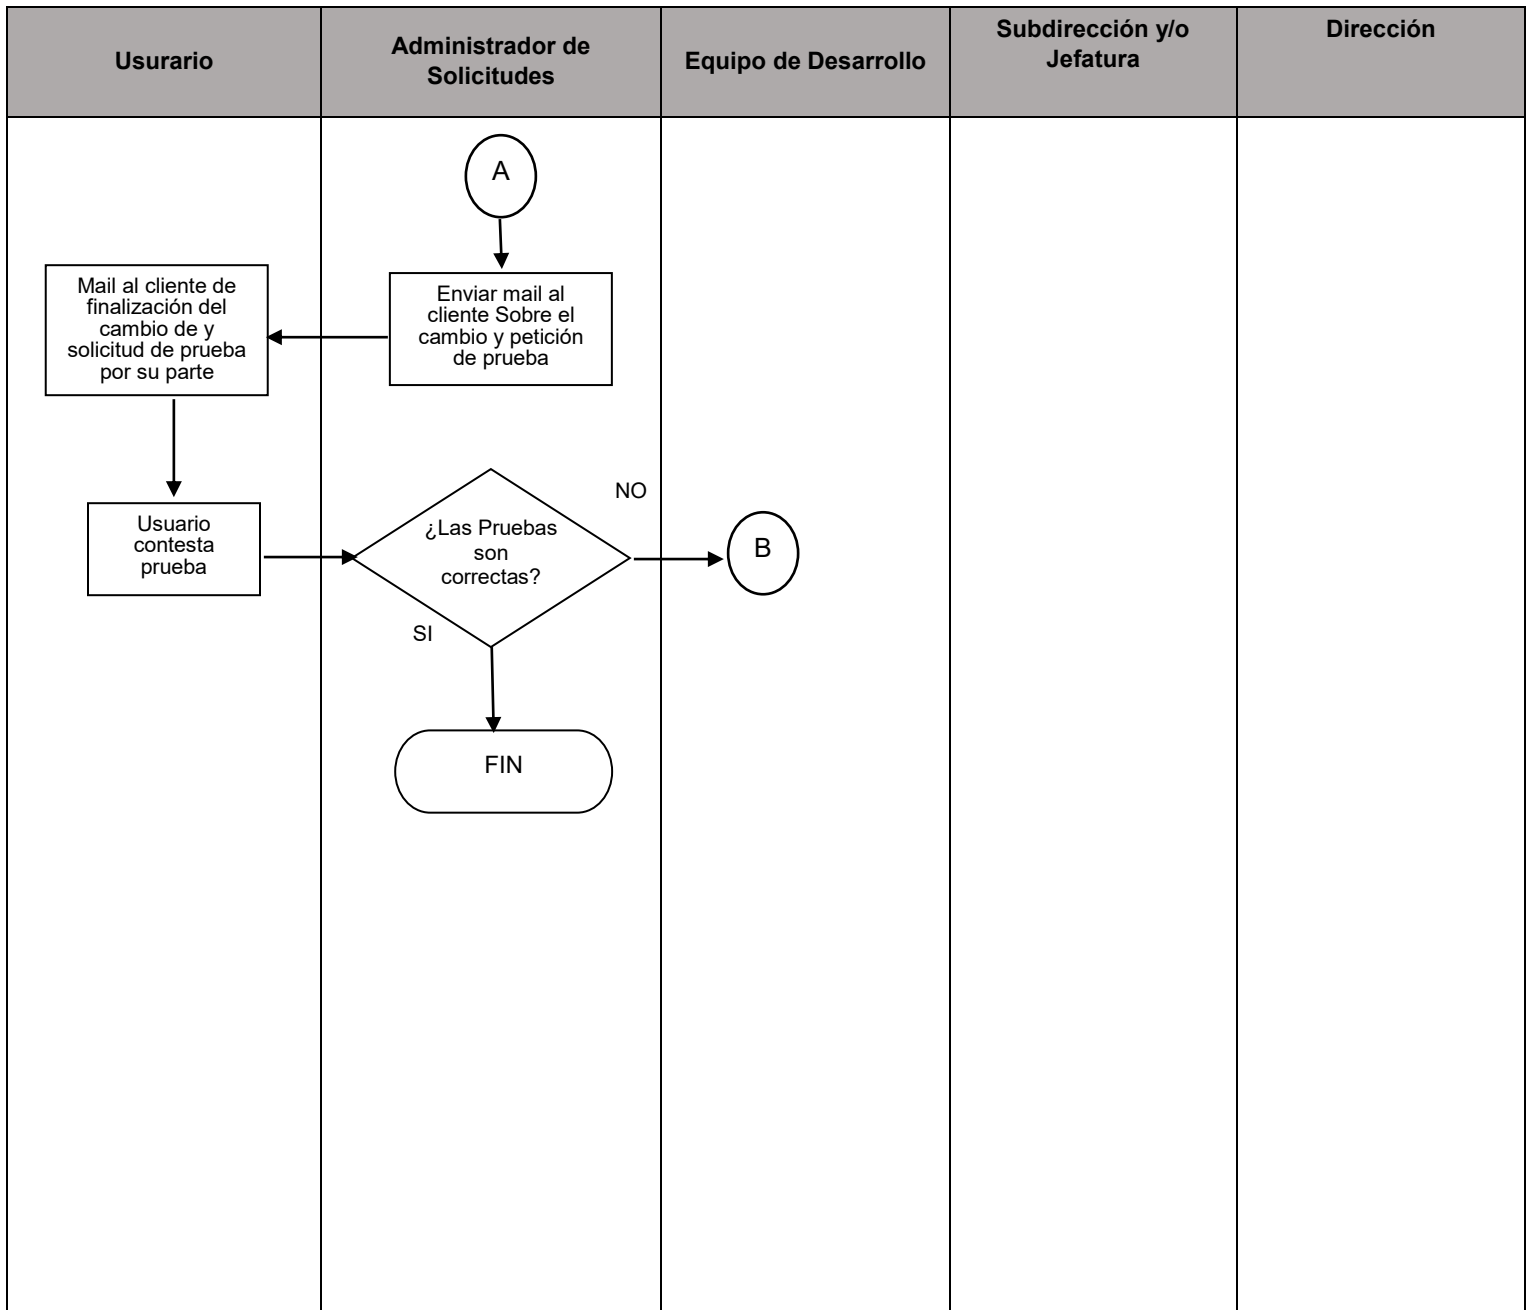 Usurario
Administrador de
Solicitudes
Equipo de Desarrollo
Subdirección y/o
Jefatura
Dirección
A
Mail al cliente de
finalización del
cambio de y
solicitud de prueba
por su parte
Enviar mail al
cliente Sobre el
cambio y petición
de prueba
Usuario
contesta
prueba
¿Las Pruebas
son
correctas?
NO
B
SI
FIN